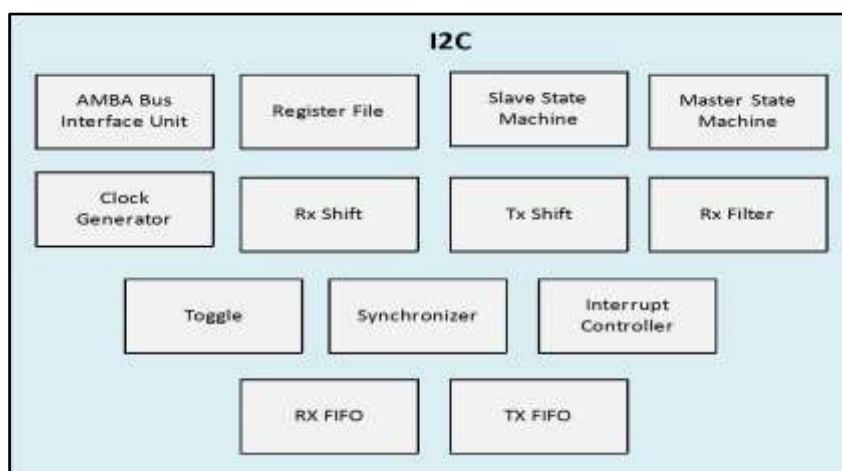 I2C
AMBA Bus
Interface Unit
Register File
Slave State
Machine
Master State
Machine
Clock
Generator
Rx Shift
Tx Shift
Rx Filter
Toggle
Synchronizer
Interrupt
Controller
RX FIFO
TX FIFO